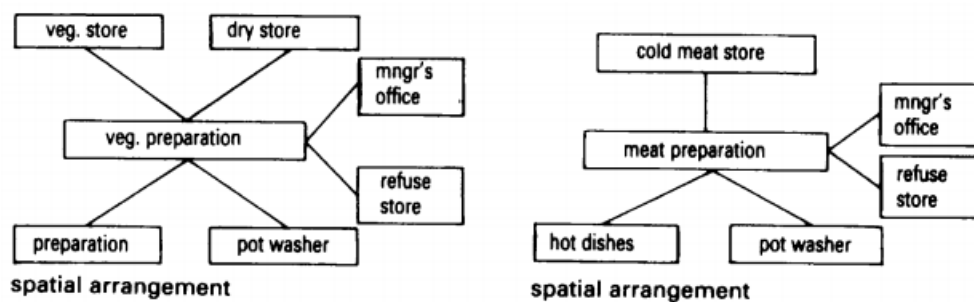 veg. store
dry store
mngr's
office
veg. preparation
refuse
store
preparation
pot washer
spatial arrangement
cold meat store
mngr's
office
meat preparation
refuse
store
hot dishes
pot washer
spatial arrangement